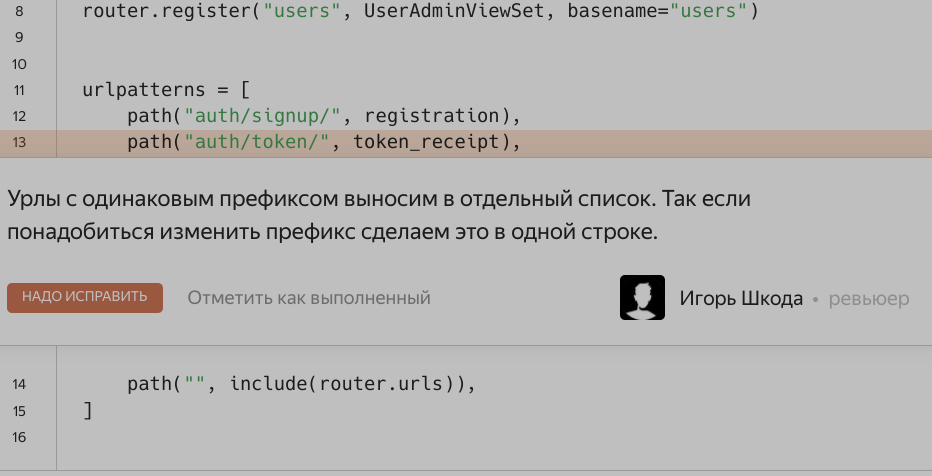 8 router.register("users", UserAdminViewSet, basename="users")
9
10
11 urlpatterns = [
12 path("auth/signup/", registration),
13 path("auth/token/", token_receipt),
Урлы с одинаковым префиксом выносим в отдельный список. Так если
понадобиться изменить префикс сделаем это в одной строке.
НАДО ИСПРАВИТЬ Отметить как выполненный Игорь Шкода • ревьюер
14 path("", include(router.urls)),
15 ]
16